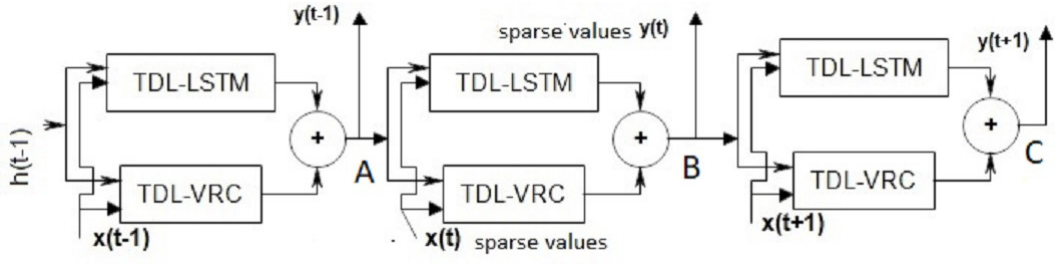 y(t-1)
sparse values y(t)
y(t+1)
TDL-LSTM
TDL-LSTM
TDL-LSTM
h(t-1)
+
+
+
A
B
C
TDL-VRC
TDL-VRC
TDL-VRC
x(t-1)
x(t) sparse values
x(t+1)